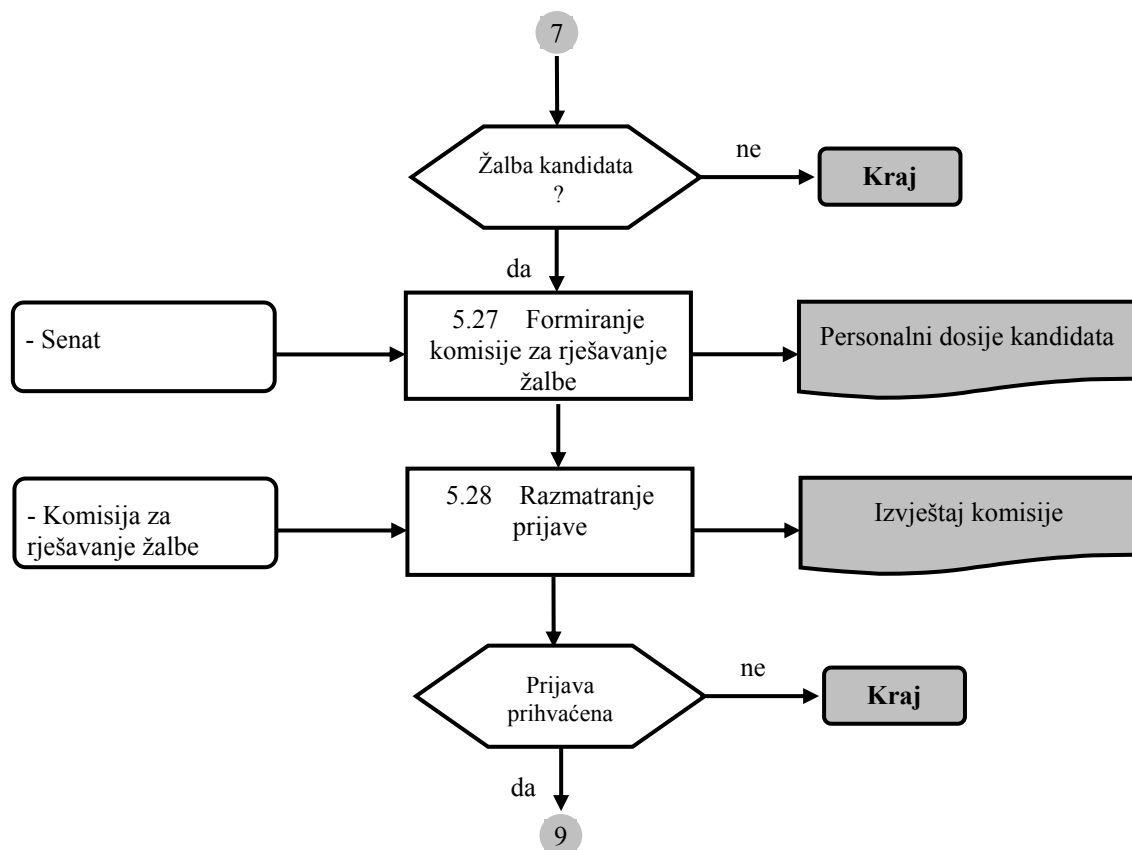 7
Žalba kandidata
?
ne
Kraj
da
- Senat
5.27 Formiranje
komisije za rješavanje
žalbe
Personalni dosije kandidata
- Komisija za
rješavanje žalbe
5.28 Razmatranje
prijave
Izvještaj komisije
Prijava
prihvaćena
ne
Kraj
da
9